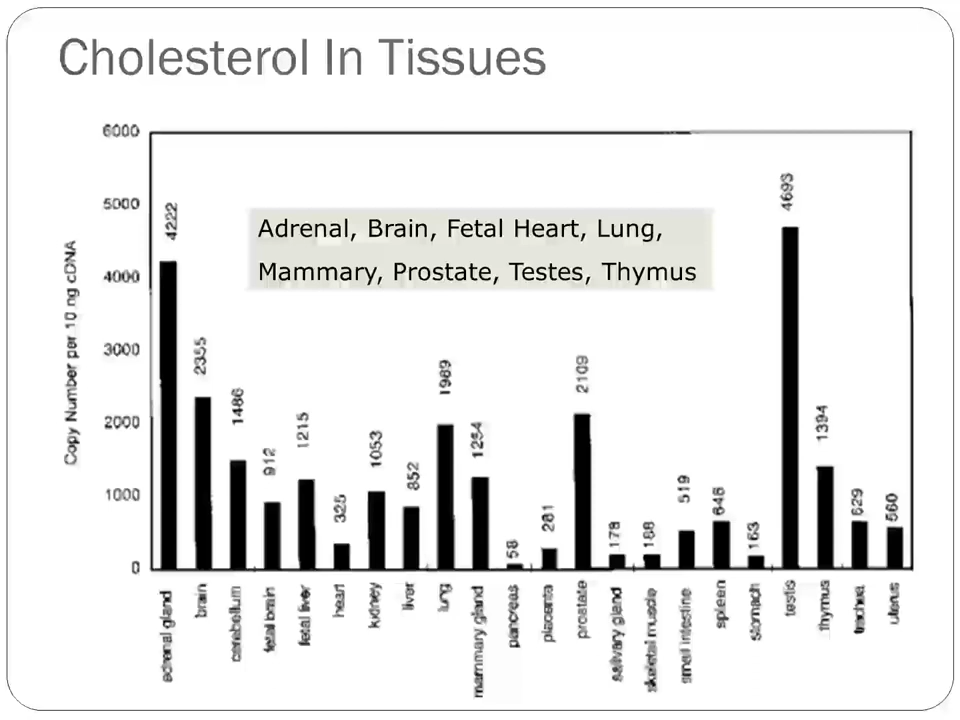 Cholesterol In Tissues
6000
5000
4000
3000
2000
1000
0
Copy Number per 10 ng cDNA
Adrenal, Brain, Fetal Heart, Lung,
Mammary, Prostate, Testes, Thymus
4222
2355
1486
912
1215
325
1053
852
1989
1254
58
281
2109
178
188
519
646
163
4693
1394
629
560
adrenal gland
brain
cerebellum
fetal brain
fetal liver
heart
kidney
liver
lung
mammary gland
pancreas
placenta
prostate
salivary gland
skeletal muscle
small intestine
spleen
stomach
testis
thymus
trachea
uterus